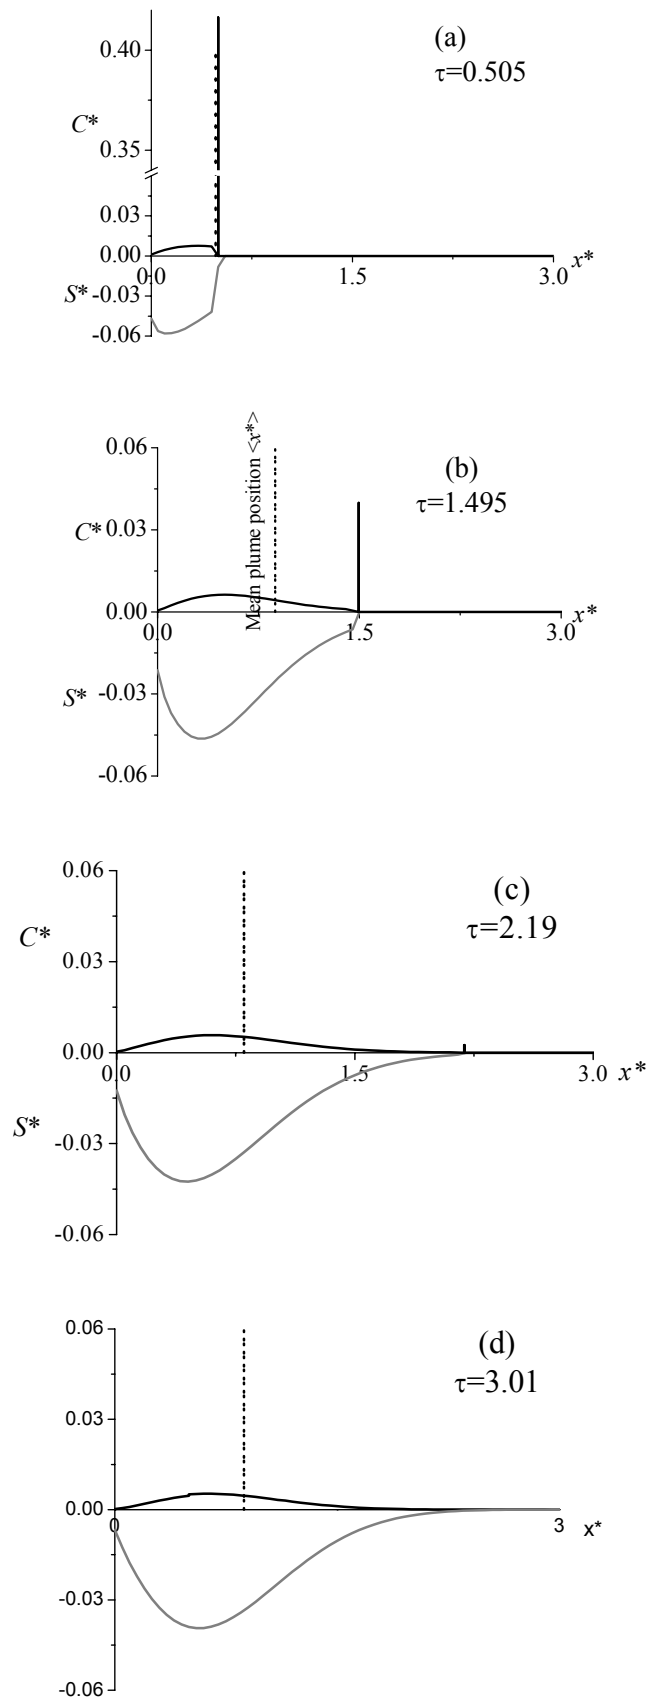 (a)
τ=0.505
0.40
C*
0.35
0.03
0.00
0.0
1.5
3.0
x*
S*
-0.03
-0.06
Mean plume position <x*>
(b)
τ=1.495
0.06
C*
0.03
0.00
0.0
1.5
3.0
x*
S*
-0.03
-0.06
(c)
τ=2.19
0.06
C*
0.03
0.00
0.0
1.5
3.0
x*
S*
-0.03
-0.06
(d)
τ=3.01
0.06
0.03
0.00
0
3
x*
-0.03
-0.06